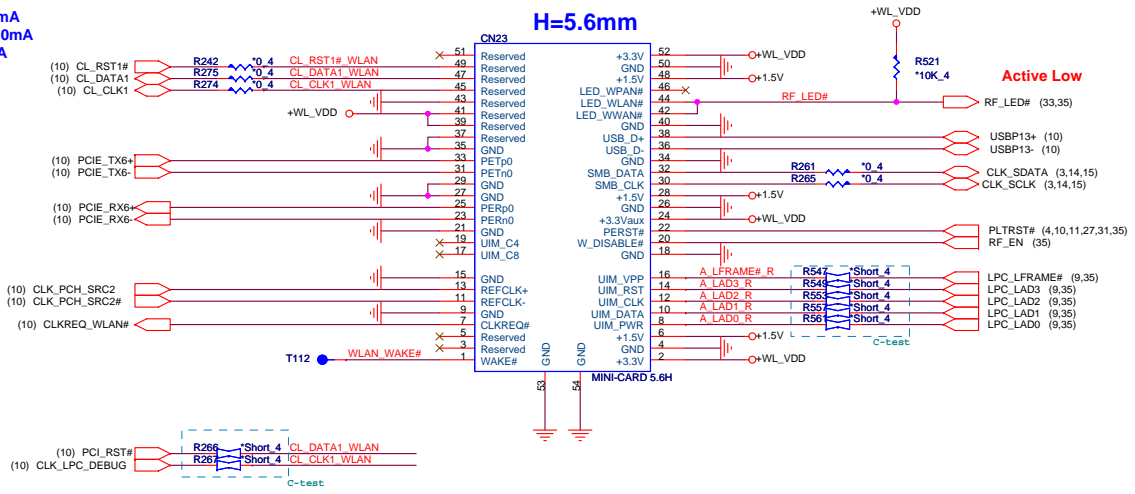 mA
0mA
A
H=5.6mm
+WL_VDD
CN23
R521
*10K_4
Active Low
(10) CL_RST1# R242 *0_4 CL_RST1#_WLAN 49
(10) CL_DATA1 R275 *0_4 CL_DATA1_WLAN 47
(10) CL_CLK1 R274 *0_4 CL_CLK1_WLAN 45
51 Reserved +3.3V 52 +WL_VDD
49 Reserved GND 50
47 Reserved +1.5V 48 +1.5V
45 Reserved LED_WPAN# 46
43 Reserved LED_WLAN# 44 RF_LED# RF_LED# (33,35)
+WL_VDD 41 Reserved LED_WWAN# 42
39 Reserved GND 40
37 Reserved USB_D+ 38 USBP13+ (10)
35 GND USB_D- 36 USBP13- (10)
(10) PCIE_TX6+ 33 PETp0 GND 34
(10) PCIE_TX6- 31 PETn0 SMB_DATA 32 R261 *0_4 CLK_SDATA (3,14,15)
29 GND SMB_CLK 30 R265 *0_4 CLK_SCLK (3,14,15)
27 GND +1.5V 28 +1.5V
(10) PCIE_RX6+ 25 PERp0 GND 26
(10) PCIE_RX6- 23 PERn0 +3.3Vaux 24 +WL_VDD
21 GND PERST# 22 PLTRST# (4,10,11,27,31,35)
19 UIM_C4 W_DISABLE# 20 RF_EN (35)
17 UIM_C8 GND 18
15 GND UIM_VPP 16 A_LFRAME#_R R547 *Short_4 LPC_LFRAME# (9,35)
(10) CLK_PCH_SRC2 13 REFCLK+ UIM_RST 14 A_LAD3_R R549 *Short_4 LPC_LAD3 (9,35)
(10) CLK_PCH_SRC2# 11 REFCLK- UIM_CLK 12 A_LAD2_R R553 *Short_4 LPC_LAD2 (9,35)
9 GND UIM_DATA 10 A_LAD1_R R557 *Short_4 LPC_LAD1 (9,35)
(10) CLKREQ_WLAN# 7 CLKREQ# UIM_PWR 8 A_LAD0_R R561 *Short_4 LPC_LAD0 (9,35)
5 Reserved +1.5V 6 +1.5V
C-test
3 Reserved GND 4
T112 WLAN_WAKE# 1 WAKE# +3.3V 2 +WL_VDD
GND GND
MINI-CARD 5.6H
53 54
(10) PCI_RST# R266 *Short_4 CL_DATA1_WLAN
(10) CLK_LPC_DEBUG R267 *Short_4 CL_CLK1_WLAN
C-test